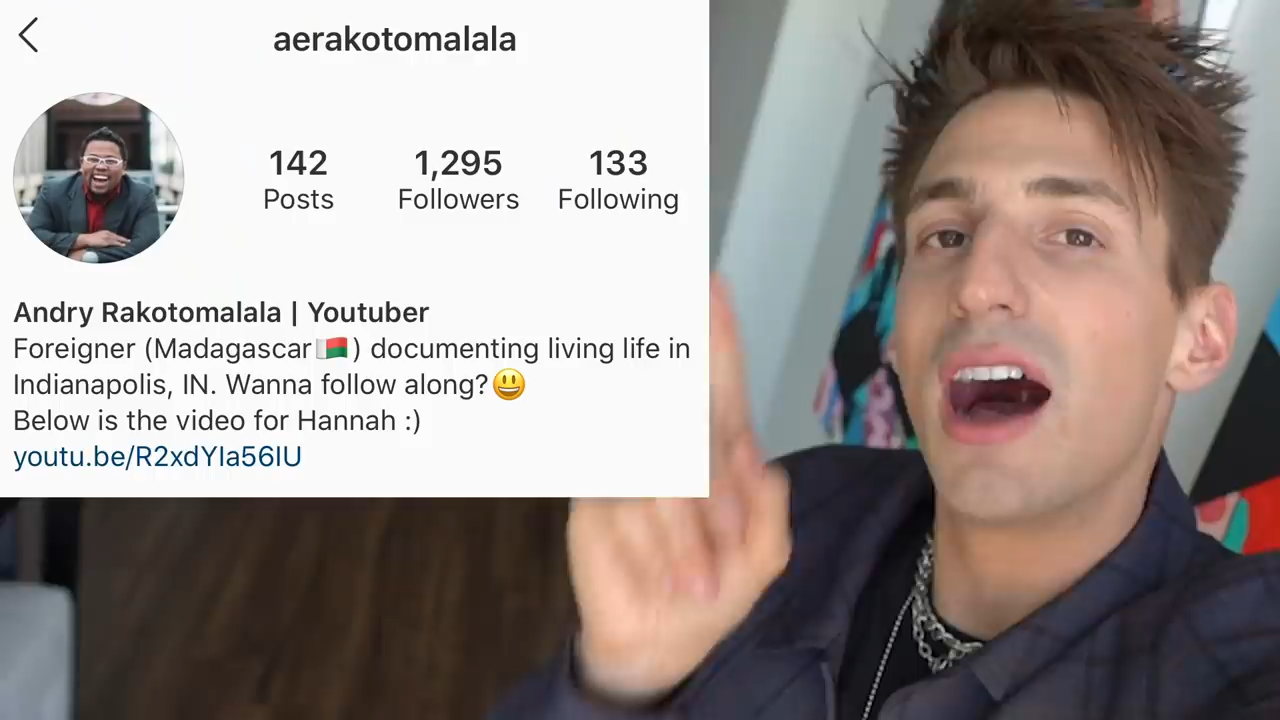 aerakotomalala
142 1,295 133
Posts Followers Following
Andry Rakotomalala | Youtuber
Foreigner (Madagascar🇲🇬) documenting living life in
Indianapolis, IN. Wanna follow along?😃
Below is the video for Hannah :)
youtu.be/R2xdYIa56IU